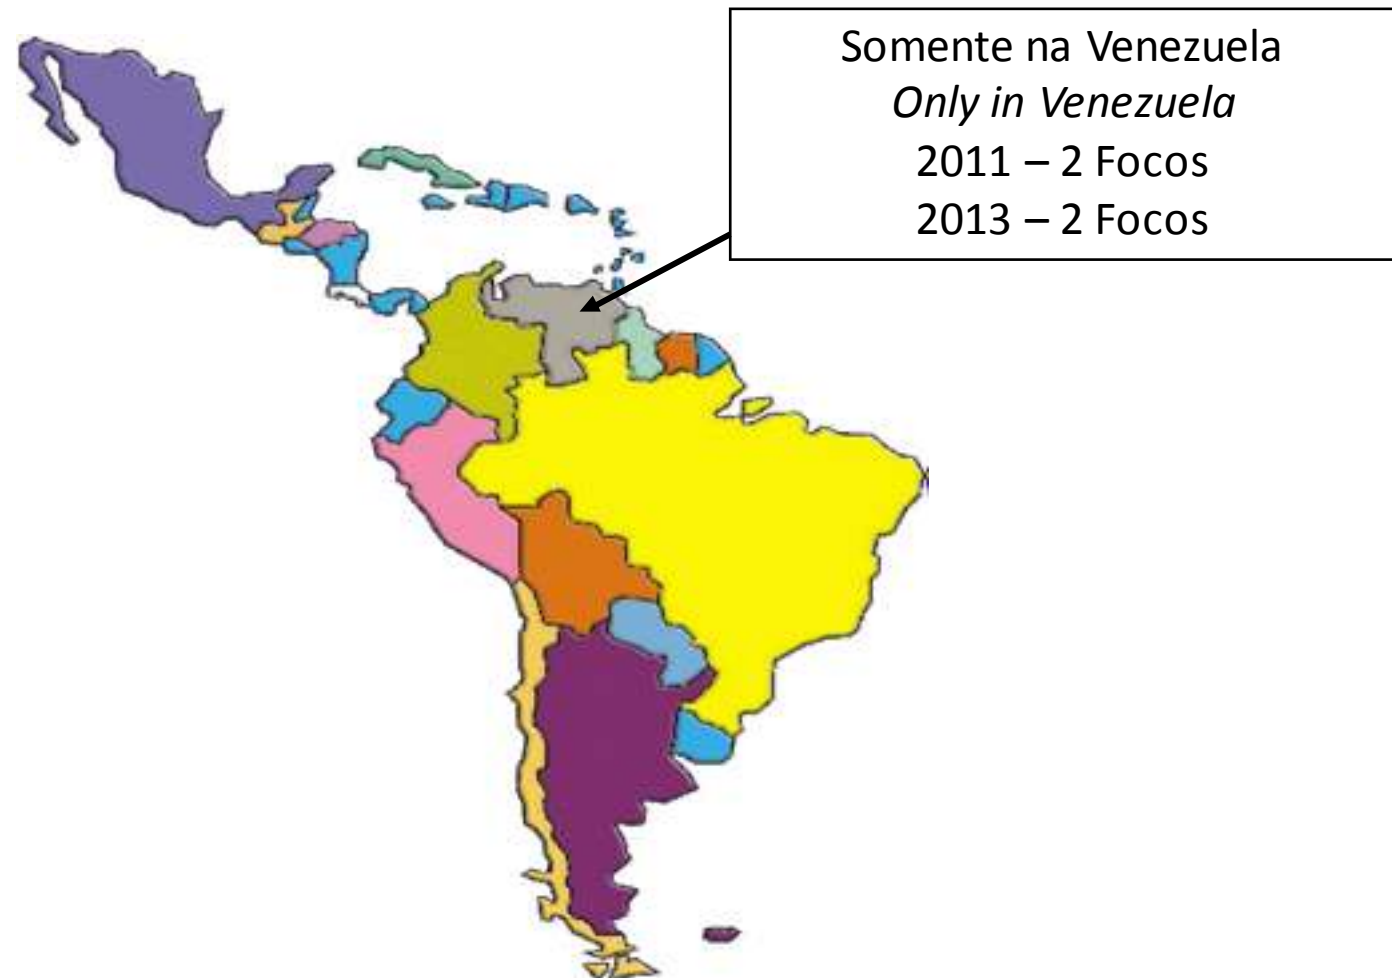 Somente na Venezuela
Only in Venezuela
2011 – 2 Focos
2013 – 2 Focos